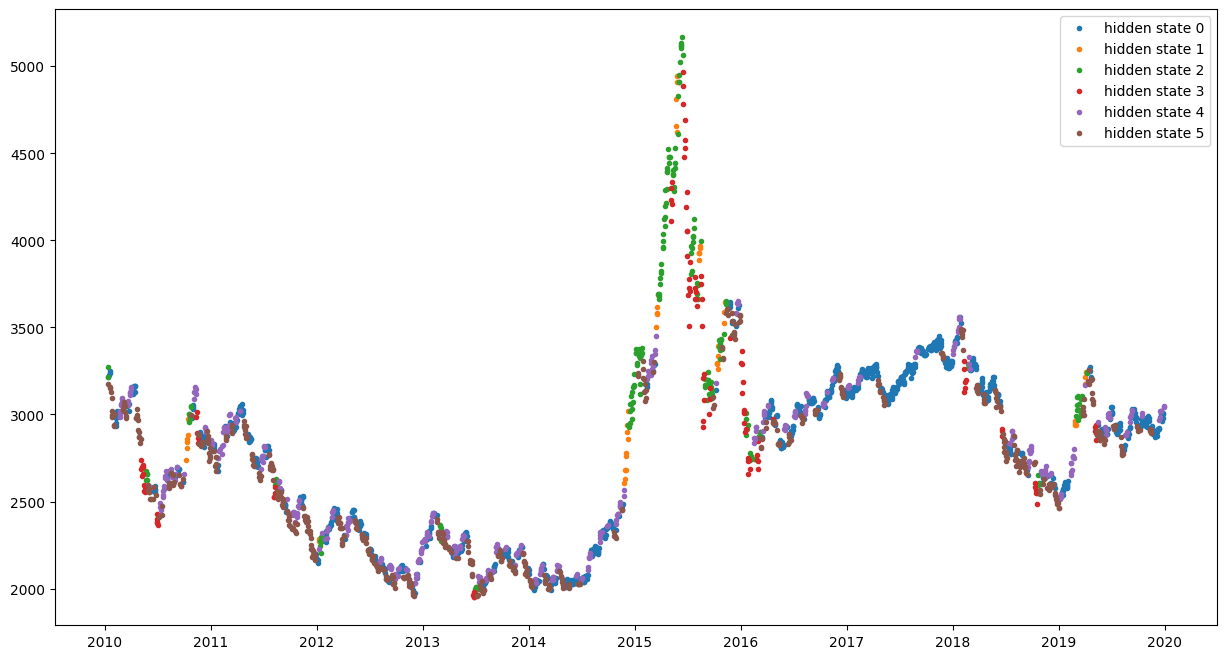 hidden state 0
hidden state 1
hidden state 2
hidden state 3
hidden state 4
hidden state 5
5000
4500
4000
3500
3000
2500
2000
2010 2011 2012 2013 2014 2015 2016 2017 2018 2019 2020